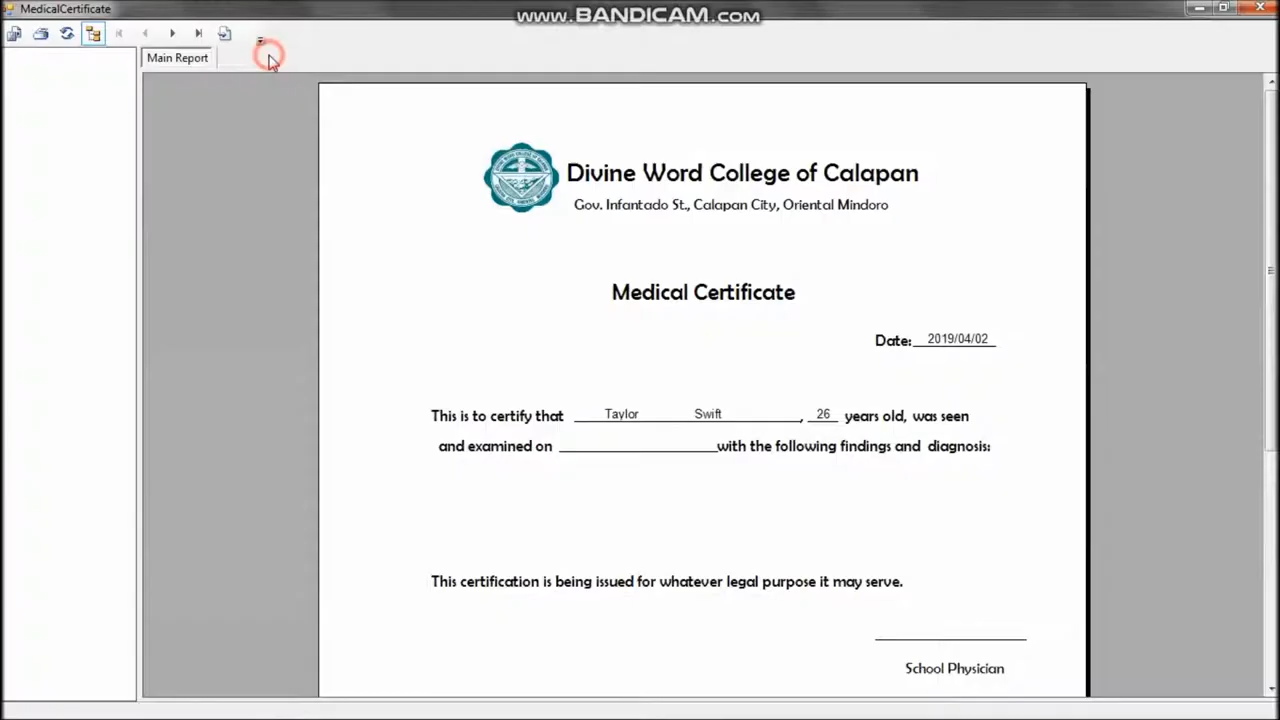 MedicalCertificate
www.BANDICAM.com
Main Report
Divine Word College of Calapan
Gov. Infantado St., Calapan City, Oriental Mindoro
Medical Certificate
Date: 2019/04/02
This is to certify that Taylor Swift, 26 years old, was seen
and examined on with the following findings and diagnosis:
This certification is being issued for whatever legal purpose it may serve.
School Physician